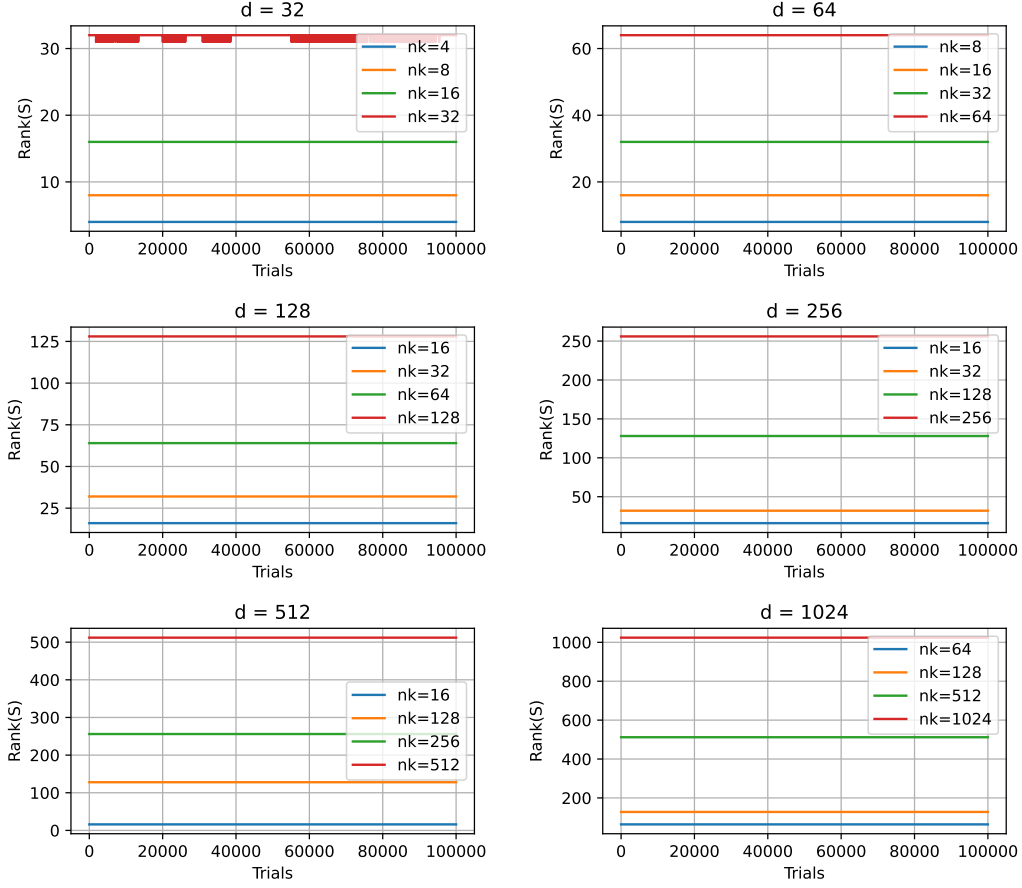 d = 32
30
20
10
Rank(S)
nk=4
nk=8
nk=16
nk=32
0 20000 40000 60000 80000 100000
Trials
d = 64
60
40
20
Rank(S)
nk=8
nk=16
nk=32
nk=64
0 20000 40000 60000 80000 100000
Trials
d = 128
125
100
75
50
25
Rank(S)
nk=16
nk=32
nk=64
nk=128
0 20000 40000 60000 80000 100000
Trials
d = 256
250
200
150
100
50
Rank(S)
nk=16
nk=32
nk=128
nk=256
0 20000 40000 60000 80000 100000
Trials
d = 512
500
400
300
200
100
0
Rank(S)
nk=16
nk=128
nk=256
nk=512
0 20000 40000 60000 80000 100000
Trials
d = 1024
1000
800
600
400
200
Rank(S)
nk=64
nk=128
nk=512
nk=1024
0 20000 40000 60000 80000 100000
Trials